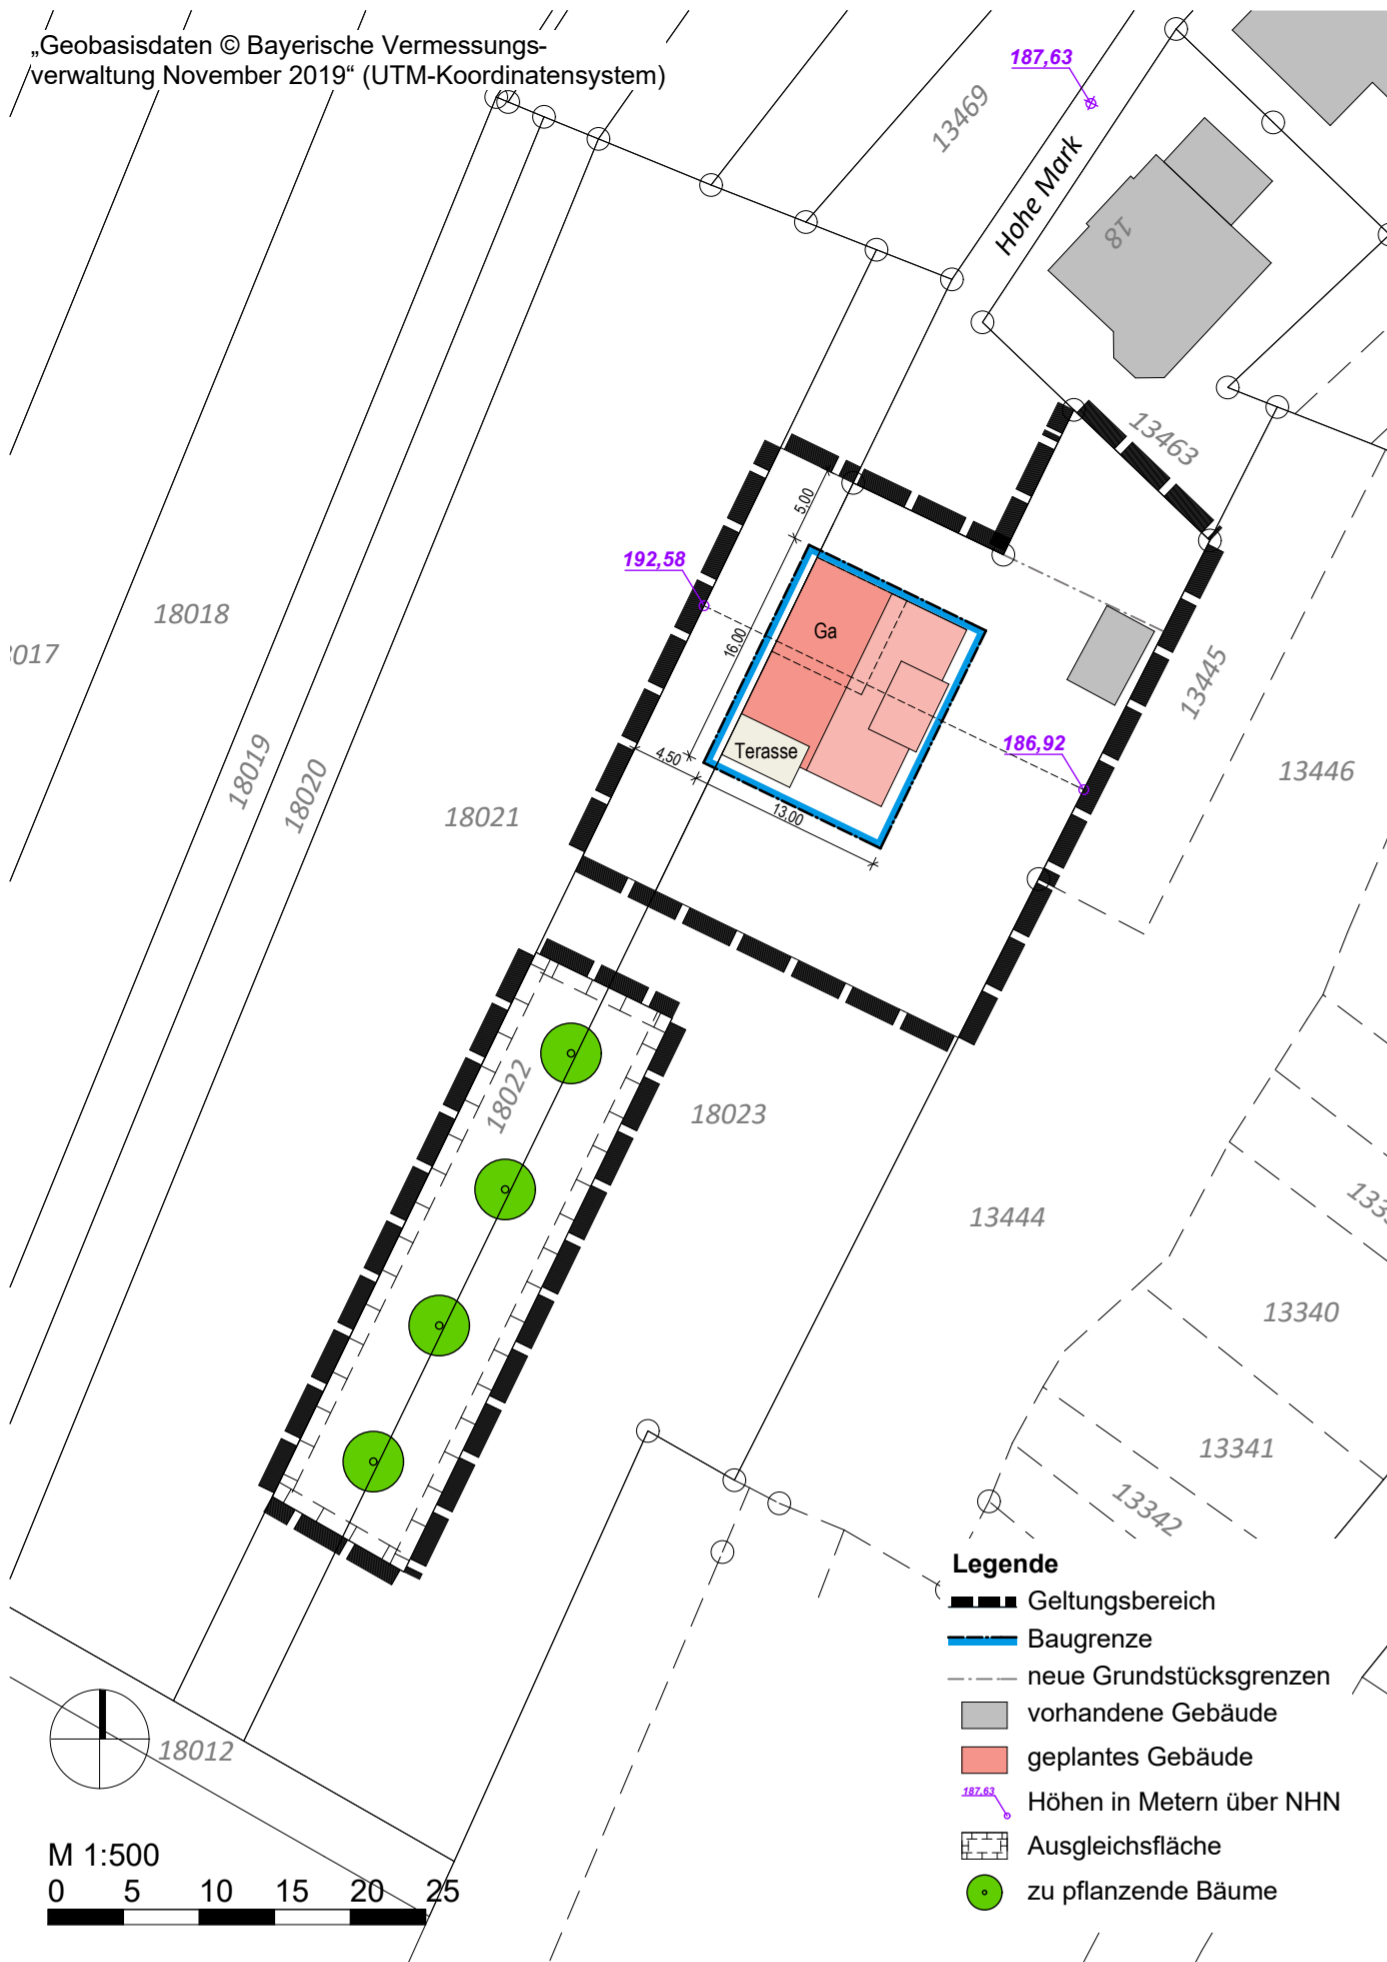 „Geobasisdaten © Bayerische Vermessungs-
verwaltung November 2019“ (UTM-Koordinatensystem)
187,63
13469
Hohe Mark
18
13463
5,00
192,58
18018
Ga
16,00
13445
186,92
Terasse
4,50
13,00
13446
18019
18020
18021
18022
18023
13444
13340
13341
13342
18012
Legende
Geltungsbereich
Baugrenze
neue Grundstücksgrenzen
vorhandene Gebäude
geplantes Gebäude
187,63
Höhen in Metern über NHN
Ausgleichsfläche
zu pflanzende Bäume
M 1:500
0 5 10 15 20 25